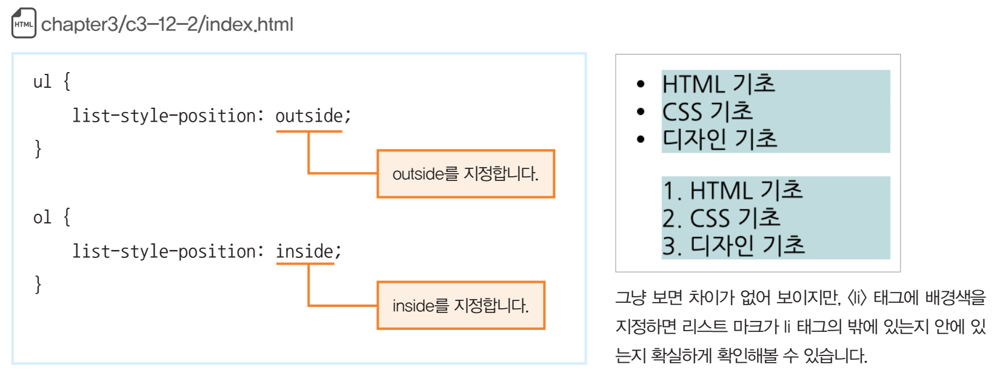 HTML
chapter3/c3-12-2/index.html
ul {
list-style-position: outside;
}
outside를 지정합니다.
ol {
list-style-position: inside;
}
inside를 지정합니다.
• HTML 기초
• CSS 기초
• 디자인 기초
1. HTML 기초
2. CSS 기초
3. 디자인 기초
그냥 보면 차이가 없어 보이지만, 〈li〉 태그에 배경색을
지정하면 리스트 마크가 li 태그의 밖에 있는지 안에 있
는지 확실하게 확인해볼 수 있습니다.